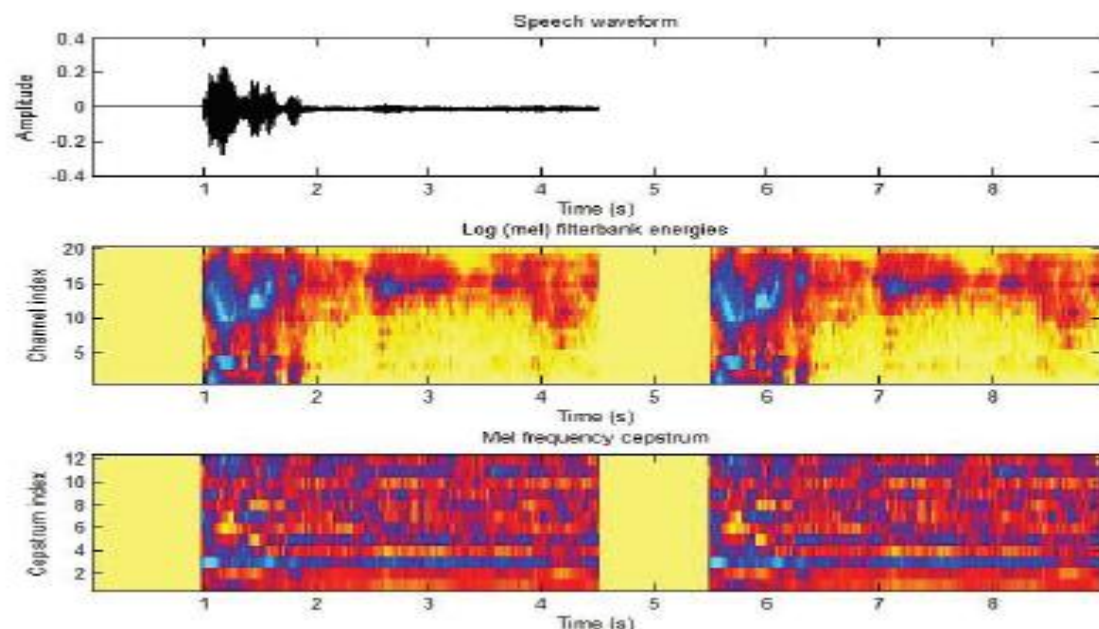 Speech waveform
0.4
0.2
0
-0.2
-0.4
Amplitude
1 2 3 4 5 6 7 8
Time (s)
Log (mel) filterbank energies
20
15
10
5
Channel index
1 2 3 4 5 6 7 8
Time (s)
Mel frequency cepstrum
12
10
8
6
4
2
Cepstrum index
1 2 3 4 5 6 7 8
Time (s)